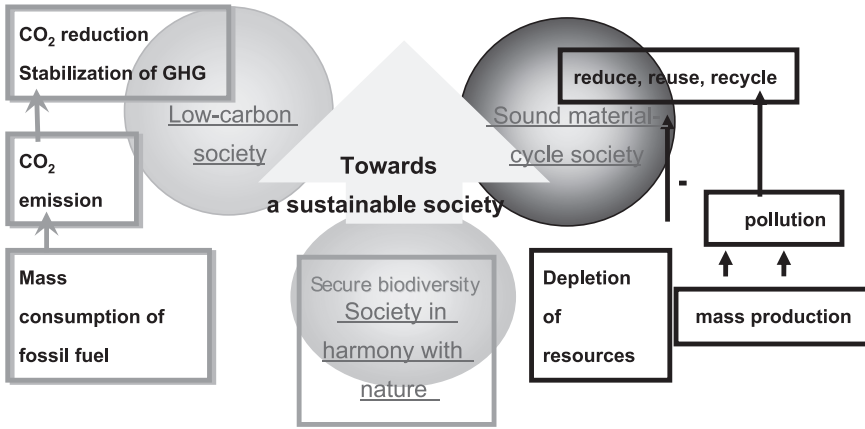 CO₂ reduction
Stabilization of GHG
Low-carbon
society
CO₂
emission
Mass
consumption of
fossil fuel
Towards
a sustainable society
Secure biodiversity
Society in
harmony with
nature
reduce, reuse, recycle
Sound material-
cycle society
-
pollution
Depletion
of
resources
mass production